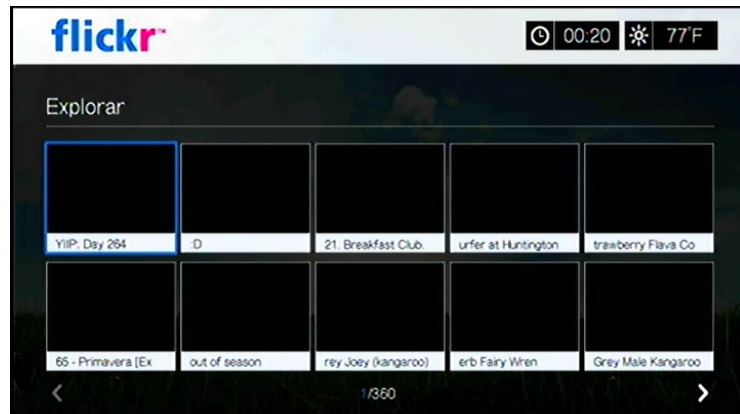 flickr™
00:20 77°F
Explorar
YIIP: Day 264 :D 21. Breakfast Club. urfer at Huntington trawberry Flava Co
65 - Primavera [Ex out of season rey Joey (kangaroo) erb Fairy Wren Grey Male Kangaroo
1/360